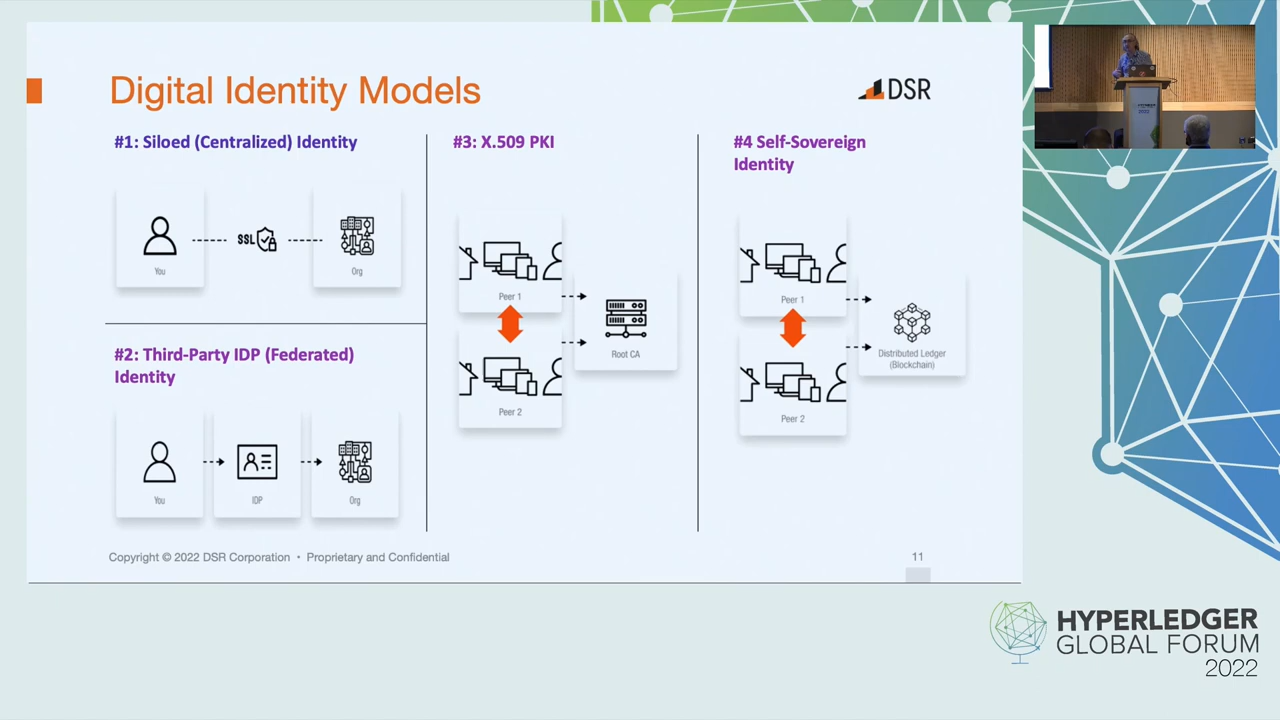 Digital Identity Models
DSR
#1: Siloed (Centralized) Identity
You
SSL
Org
#2: Third-Party IDP (Federated)
Identity
You
IDP
Org
#3: X.509 PKI
Peer 1
Peer 2
Root CA
#4 Self-Sovereign
Identity
Peer 1
Peer 2
Distributed Ledger
(Blockchain)
Copyright © 2022 DSR Corporation • Proprietary and Confidential
11
HYPERLEDGER
2022
HYPERLEDGER
GLOBAL FORUM
2022